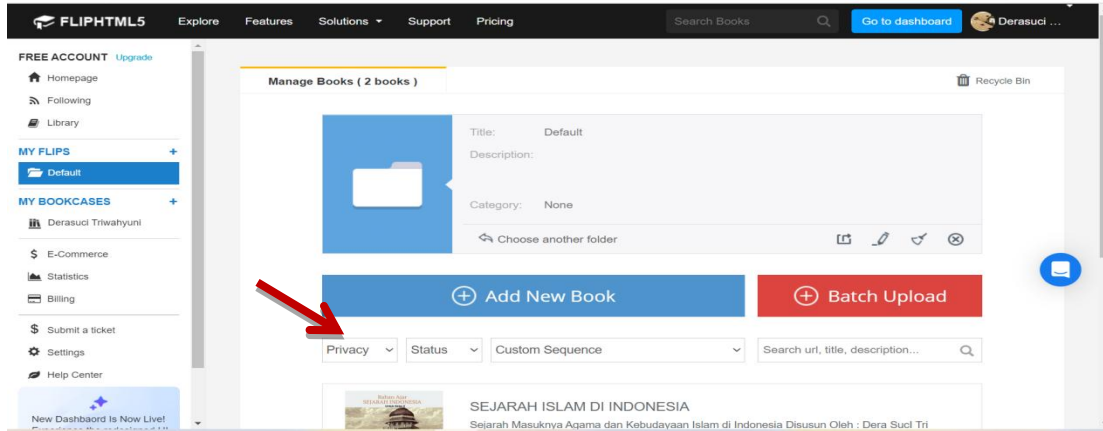 FLIPHTML5 Explore Features Solutions Support Pricing Search Books Go to dashboard Derasuci ...
FREE ACCOUNT Upgrade
Homepage
Following
Library
MY FLIPS +
Default
MY BOOKCASES +
Derasuci Triwahyuni
$ E-Commerce
Statistics
Billing
$ Submit a ticket
Settings
Help Center
New Dashbaord Is Now Live!
Manage Books ( 2 books )
Recycle Bin
Title: Default
Description:
Category: None
Choose another folder
Add New Book
Batch Upload
Privacy Status Custom Sequence Search url, title, description...
Bahan Ajar
SEJARAH INDONESIA
SEJARAH ISLAM DI INDONESIA
Sejarah Masuknya Agama dan Kebudayaan Islam di Indonesia Disusun Oleh : Dera Suci Tri